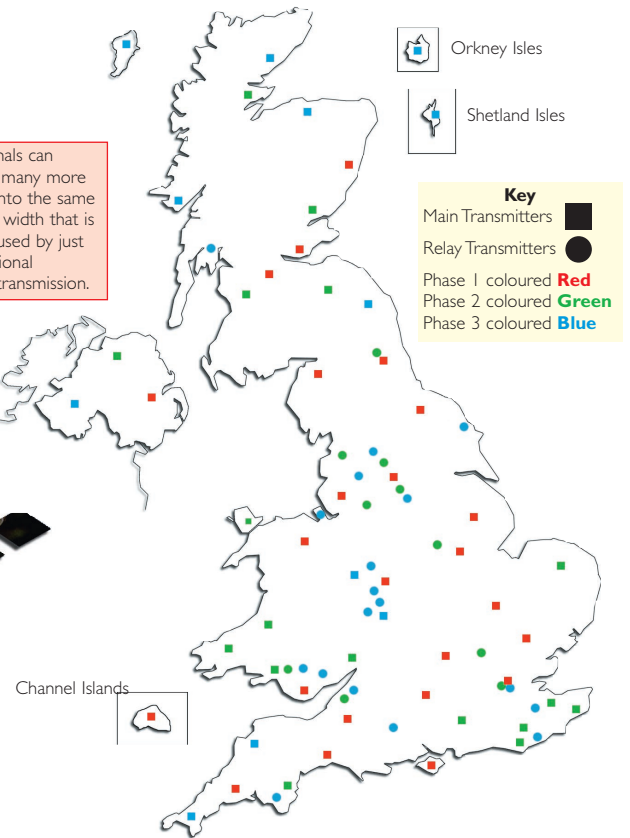 Orkney Isles
Shetland Isles
nals can
many more
nto the same
width that is
used by just
ional
transmission.
Key
Main Transmitters
Relay Transmitters
Phase 1 coloured Red
Phase 2 coloured Green
Phase 3 coloured Blue
Channel Islands